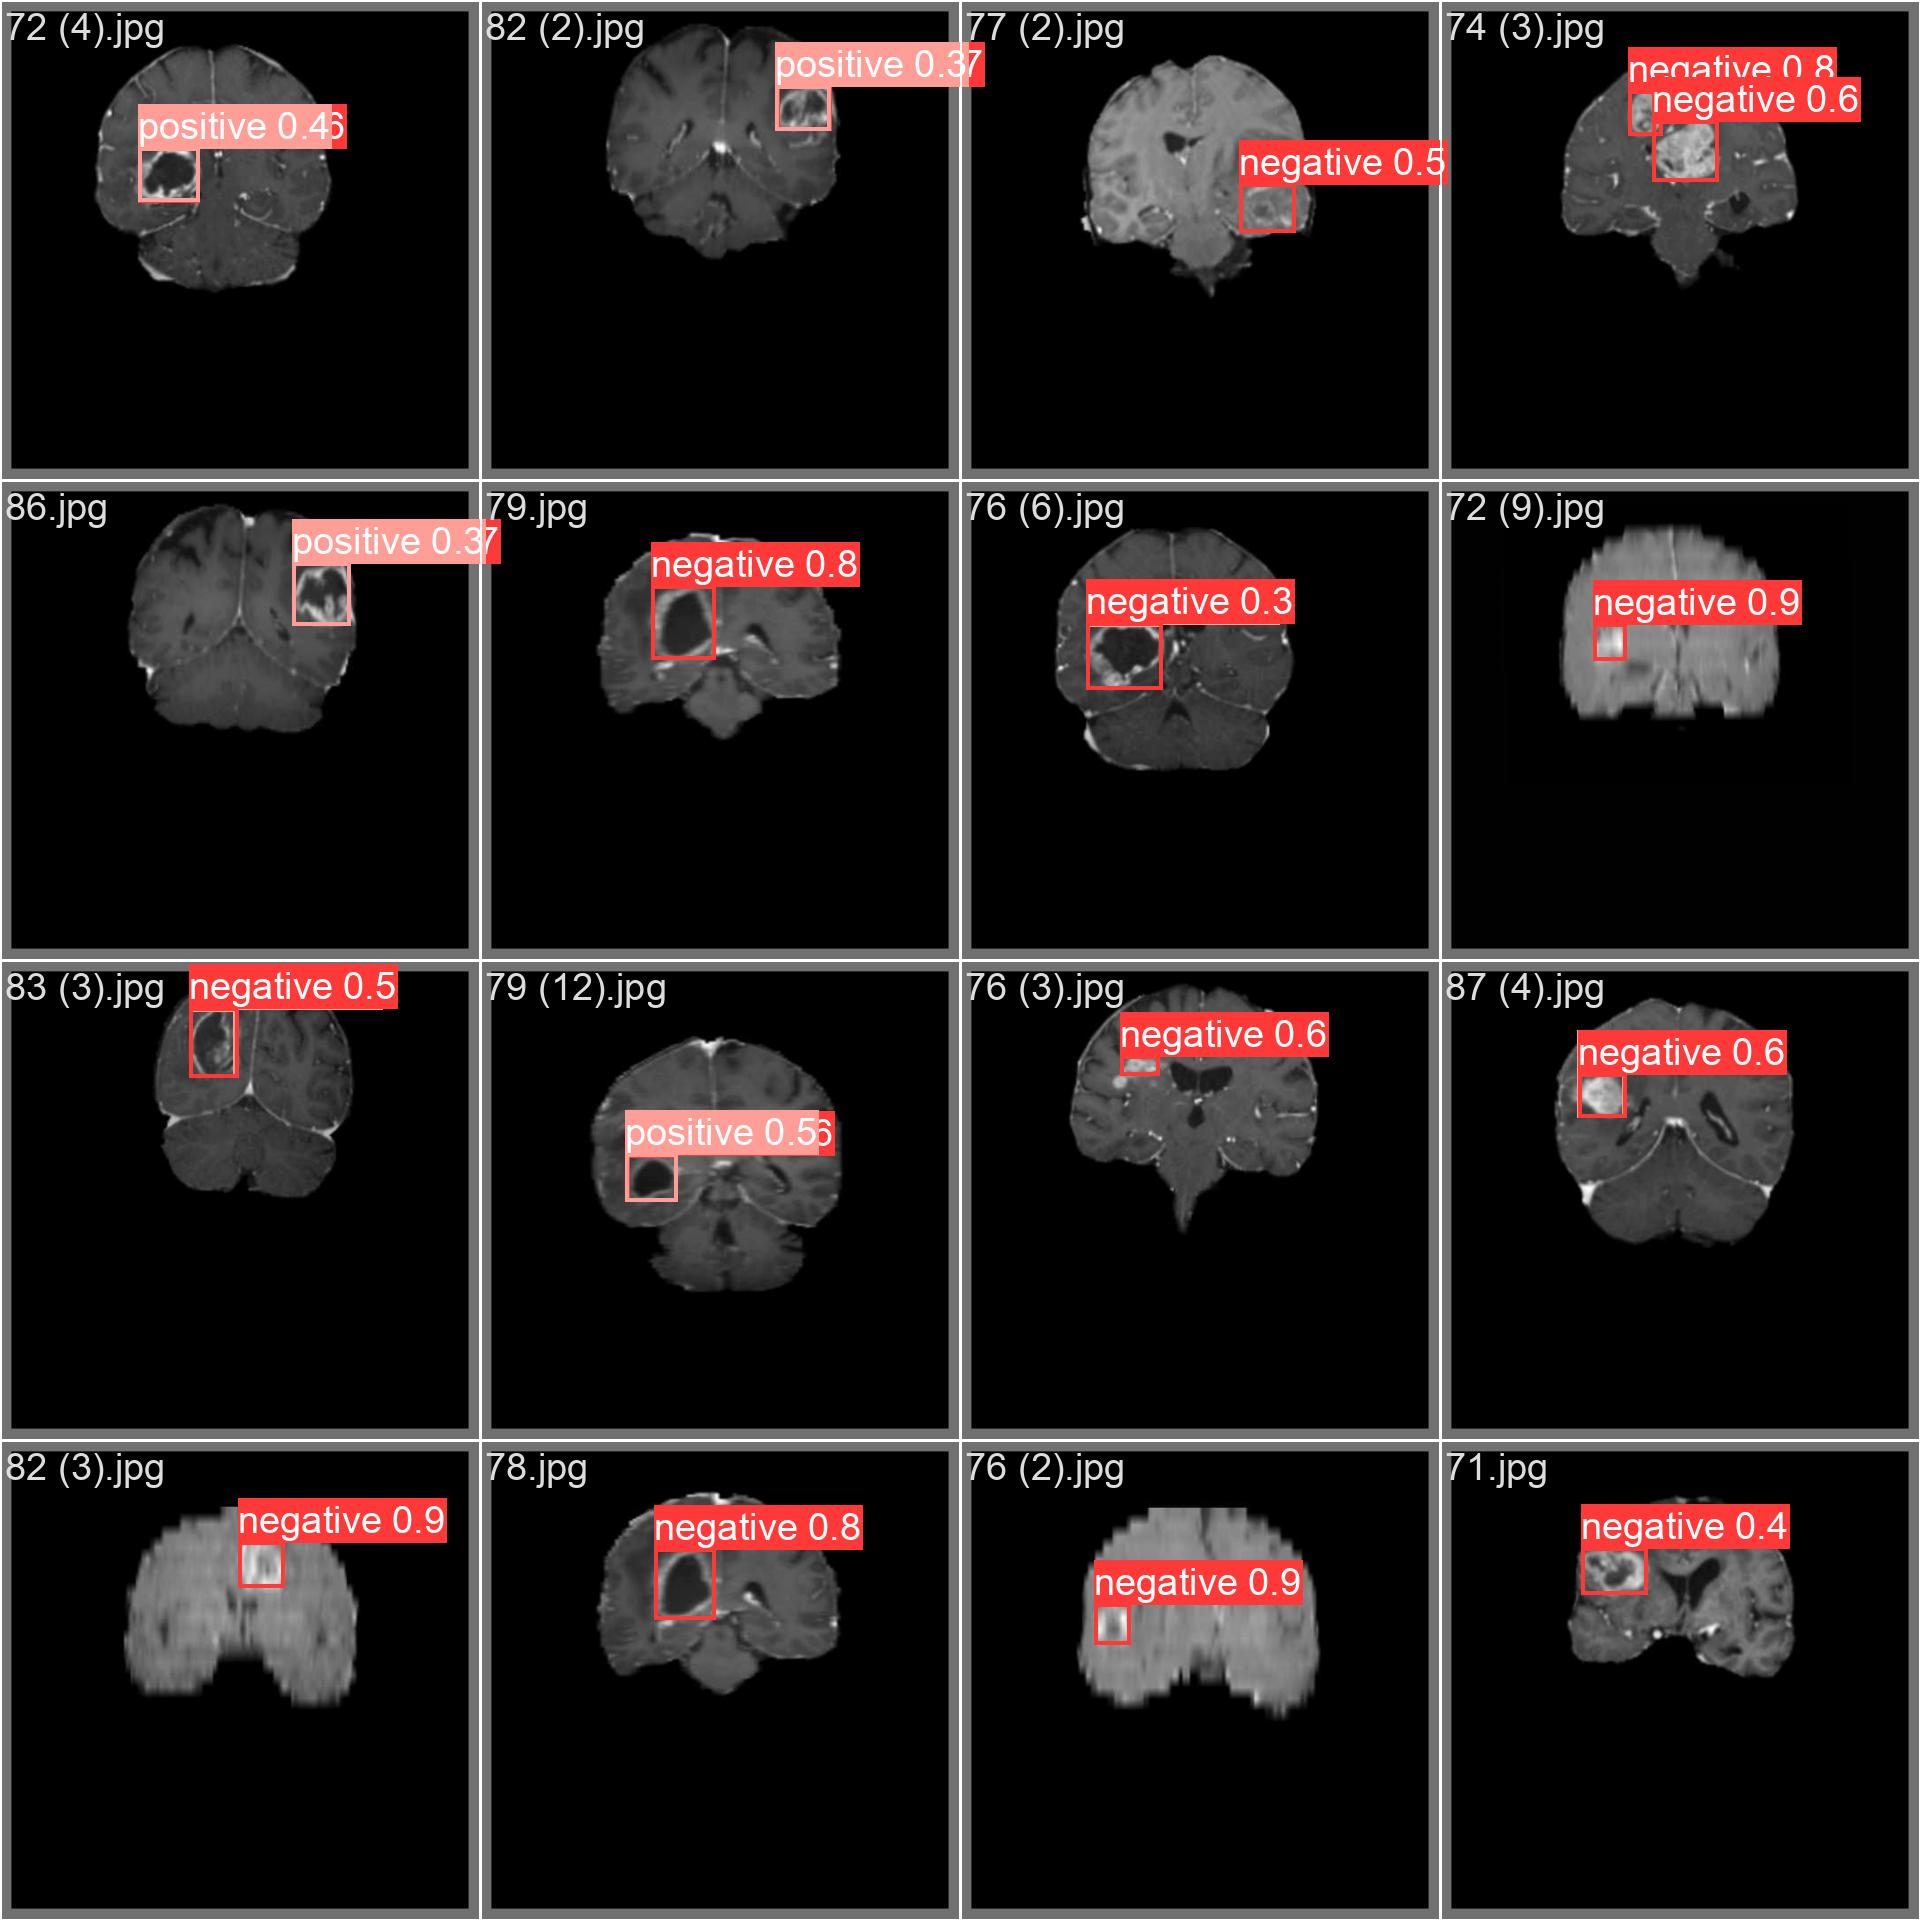 72 (4).jpg
positive 0.46
82 (2).jpg
positive 0.37
77 (2).jpg
negative 0.5
74 (3).jpg
negative 0.8
negative 0.6
86.jpg
positive 0.37
79.jpg
negative 0.8
76 (6).jpg
negative 0.3
72 (9).jpg
negative 0.9
83 (3).jpg
negative 0.5
79 (12).jpg
positive 0.56
76 (3).jpg
negative 0.6
87 (4).jpg
negative 0.6
82 (3).jpg
negative 0.9
78.jpg
negative 0.8
76 (2).jpg
negative 0.9
71.jpg
negative 0.4